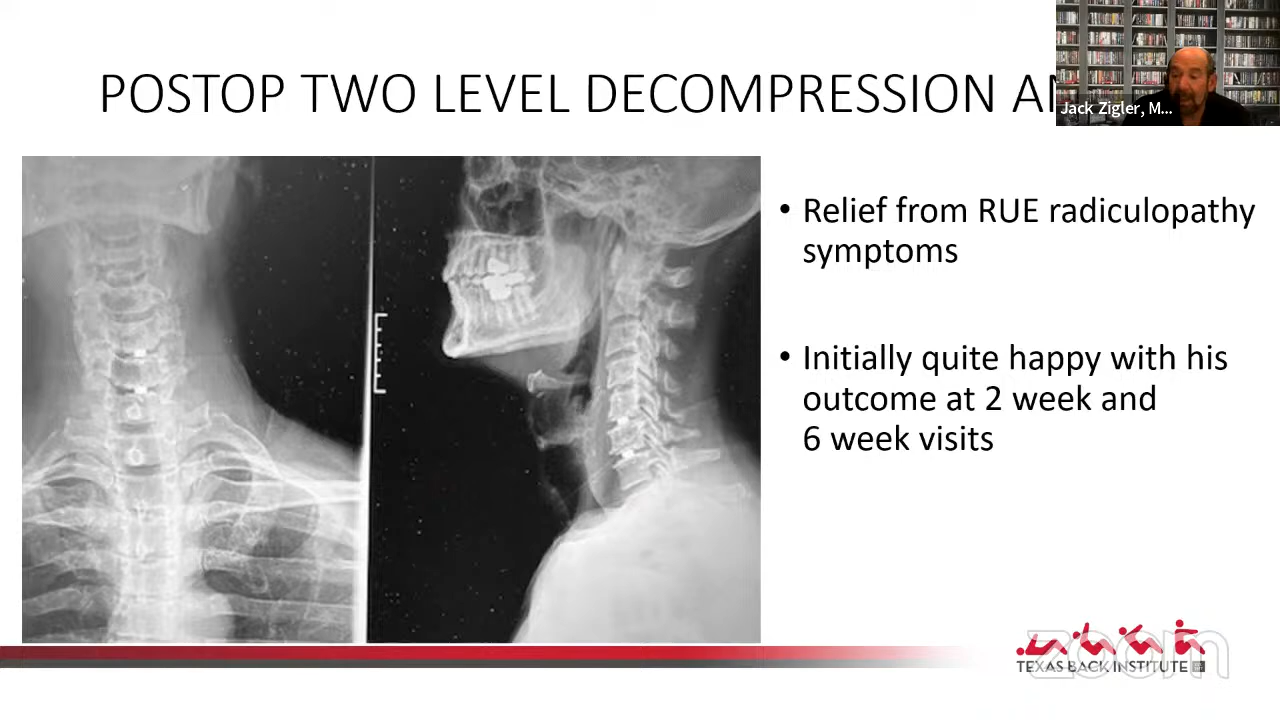 POSTOP TWO LEVEL DECOMPRESSION
Jack Zigler, M...
• Relief from RUE radiculopathy
symptoms
• Initially quite happy with his
outcome at 2 week and
6 week visits
zoom
TEXAS BACK INSTITUTE